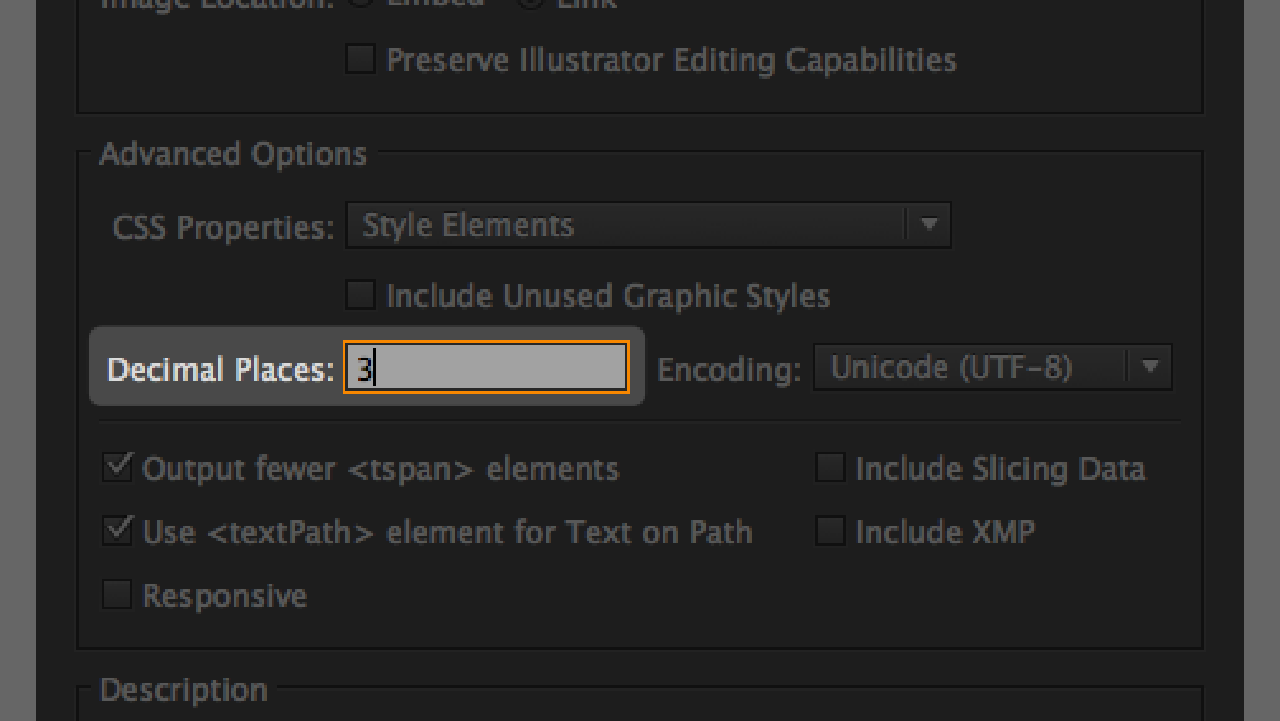 Image Location: Embed Link
Preserve Illustrator Editing Capabilities
Advanced Options
CSS Properties: Style Elements
Include Unused Graphic Styles
Decimal Places: 3 Encoding: Unicode (UTF-8)
Output fewer <tspan> elements Include Slicing Data
Use <textPath> element for Text on Path Include XMP
Responsive
Description